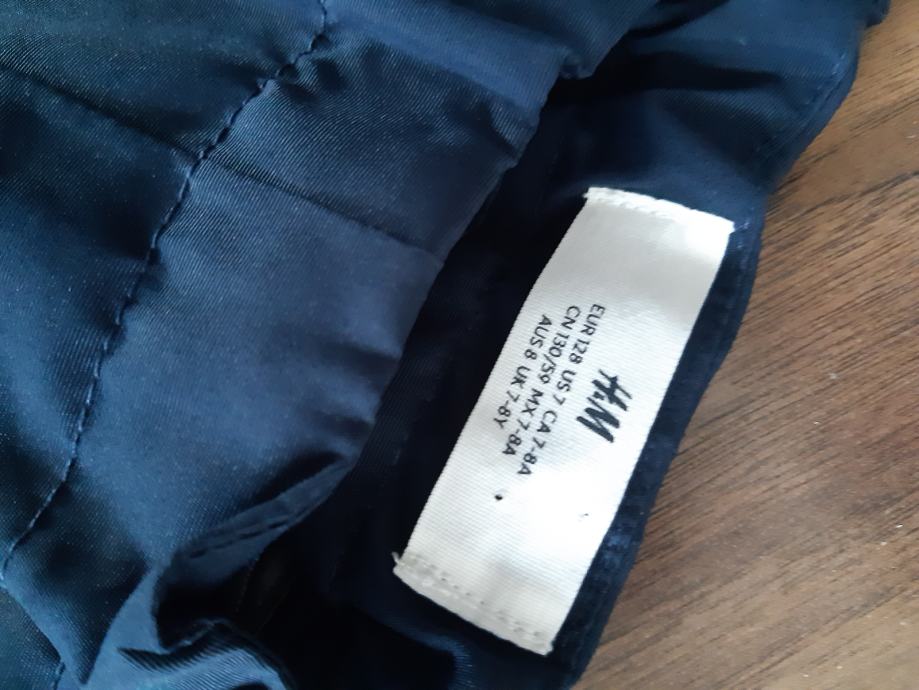 H&M
EUR 128 US 7 CA 7-8A
CN 130/59 MX 7-8A
AUS 8 UK 7-8Y